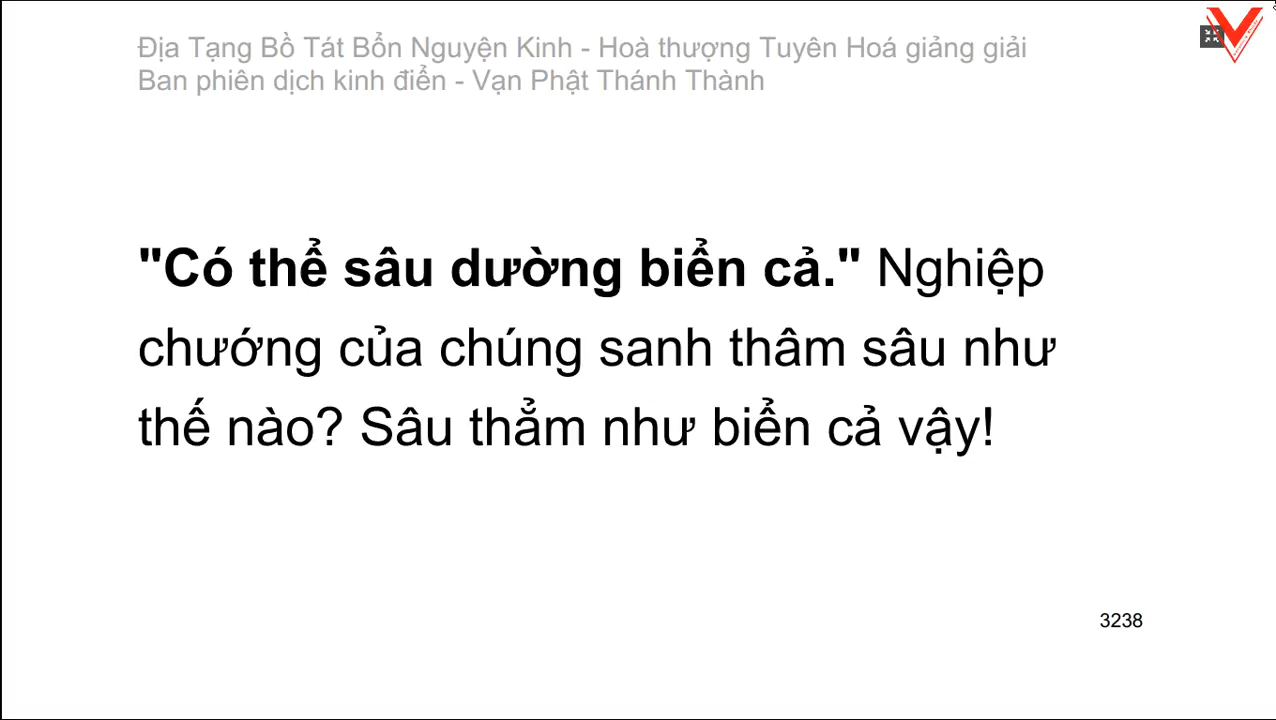 Địa Tạng Bồ Tát Bổn Nguyện Kinh - Hoà thượng Tuyên Hoá giảng giải
Ban phiên dịch kinh điển - Vạn Phật Thánh Thành
"Có thể sâu dường biển cả." Nghiệp
chướng của chúng sanh thâm sâu như
thế nào? Sâu thẳm như biển cả vậy!
3238